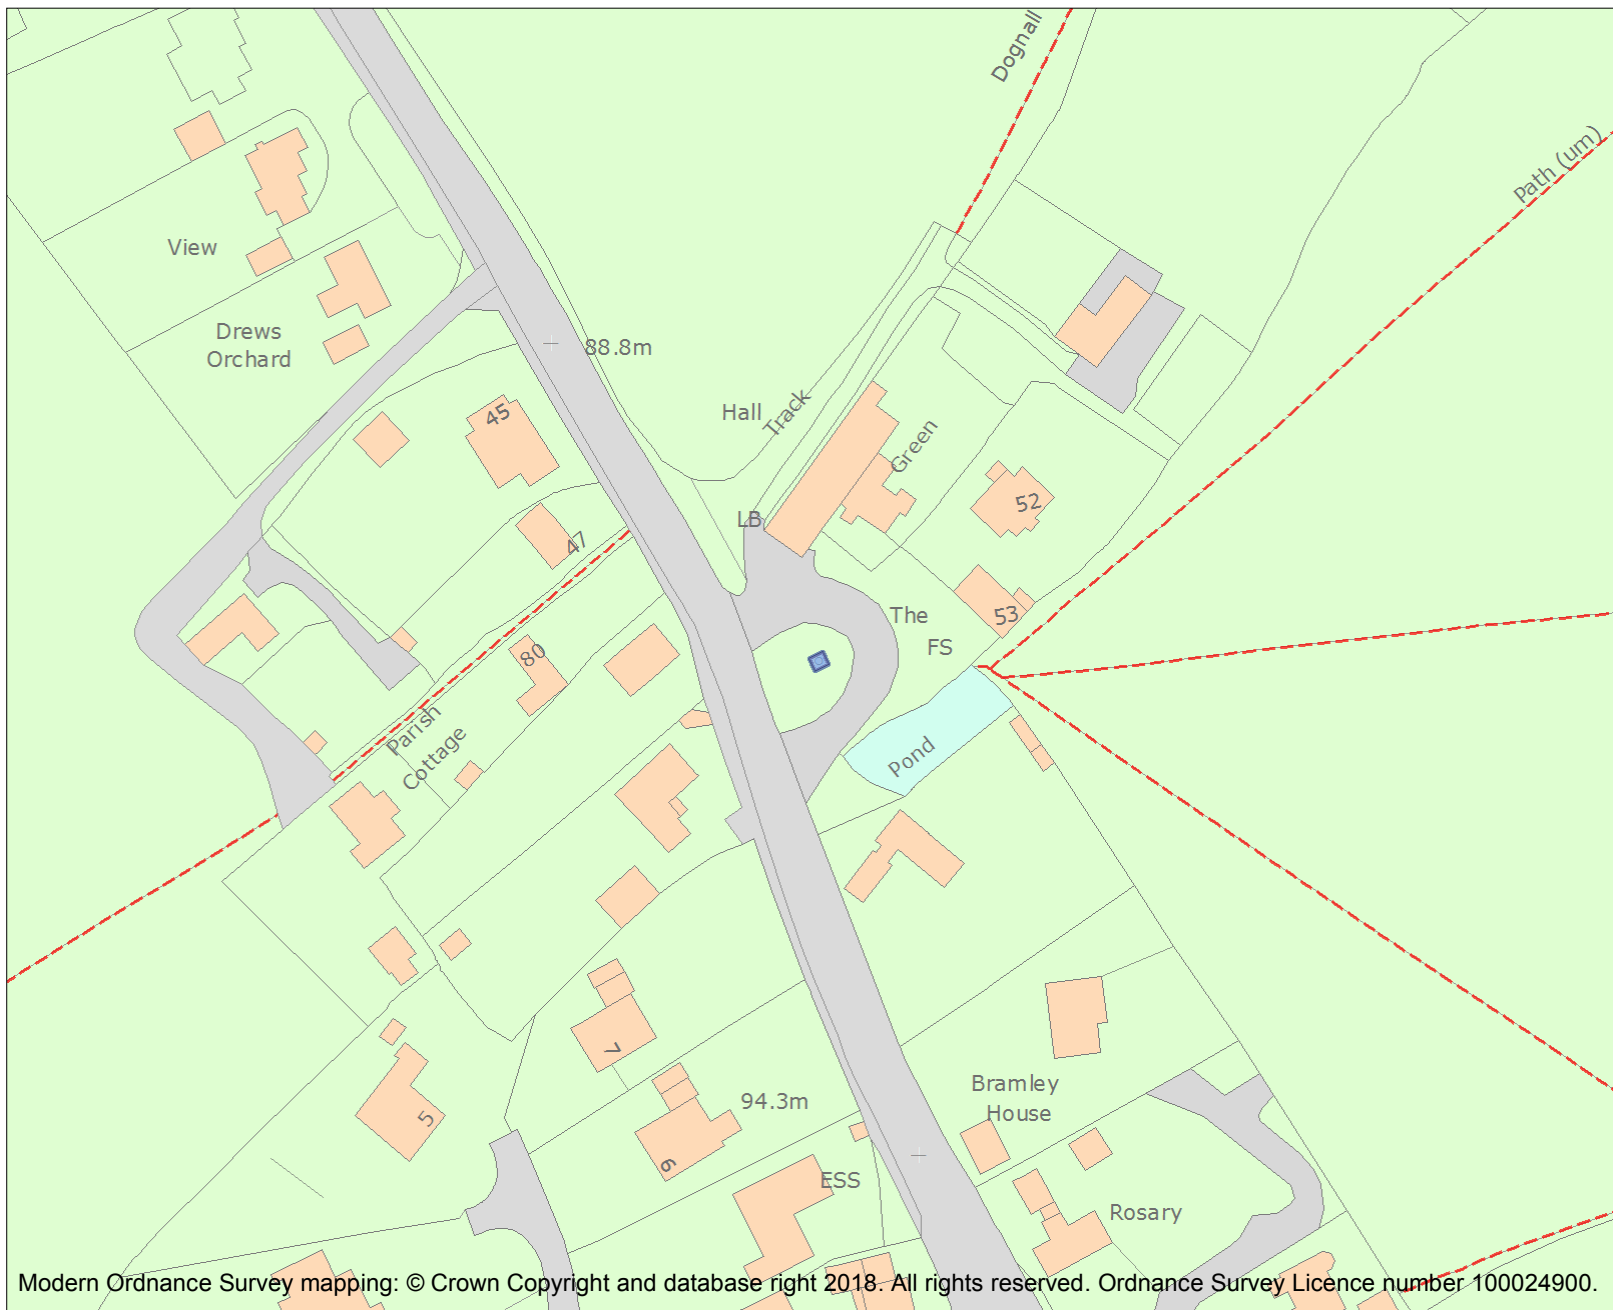 Dognall
Path (um)
View
Drews
Orchard
88.8m
45
Hall
Track
Green
52
LB
47
The
53
FS
80
Parish
Cottage
Pond
7
94.3m
Bramley
House
5
6
ESS
Rosary
Modern Ordnance Survey mapping: © Crown Copyright and database right 2018. All rights reserved. Ordnance Survey Licence number 100024900.